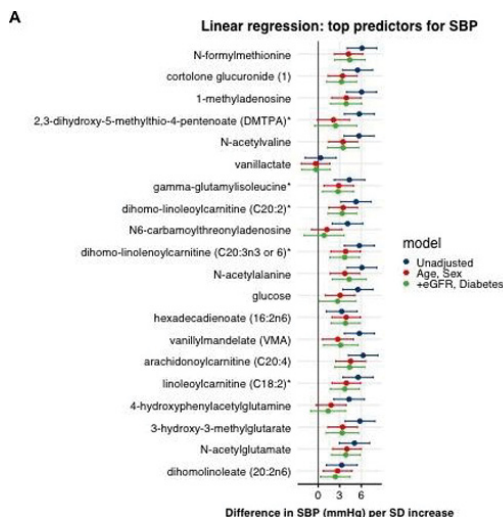 A
Linear regression: top predictors for SBP
N-formylmethionine
cortolone glucuronide (1)
1-methyladenosine
2,3-dihydroxy-5-methylthio-4-pentenoate (DMTPA)*
N-acetylvaline
vanillactate
gamma-glutamylisoleucine*
dihomo-linoleoylcarnitine (C20:2)*
N6-carbamoylthreonyladenosine
dihomo-linolenoylcarnitine (C20:3n3 or 6)*
N-acetylalanine
glucose
hexadecadienoate (16:2n6)
vanillylmandelate (VMA)
arachidonoylcarnitine (C20:4)
linoleoylcarnitine (C18:2)*
4-hydroxyphenylacetylglutamine
3-hydroxy-3-methylglutarate
N-acetylglutamate
dihomolinoleate (20:2n6)
model
Unadjusted
Age, Sex
+eGFR, Diabetes
0 3 6
Difference in SBP (mmHg) per SD increase